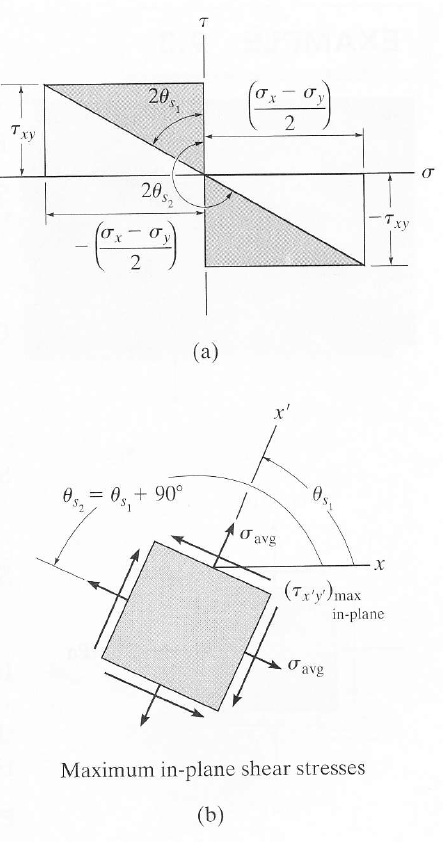 τ
2θs₁
(σx − σy)/2
τxy
σ
2θs₂
−τxy
−(σx − σy)/2
(a)
x′
θs₂ = θs₁ + 90°
θs₁
σavg
x
(τx′y′)max
in-plane
σavg
Maximum in-plane shear stresses
(b)